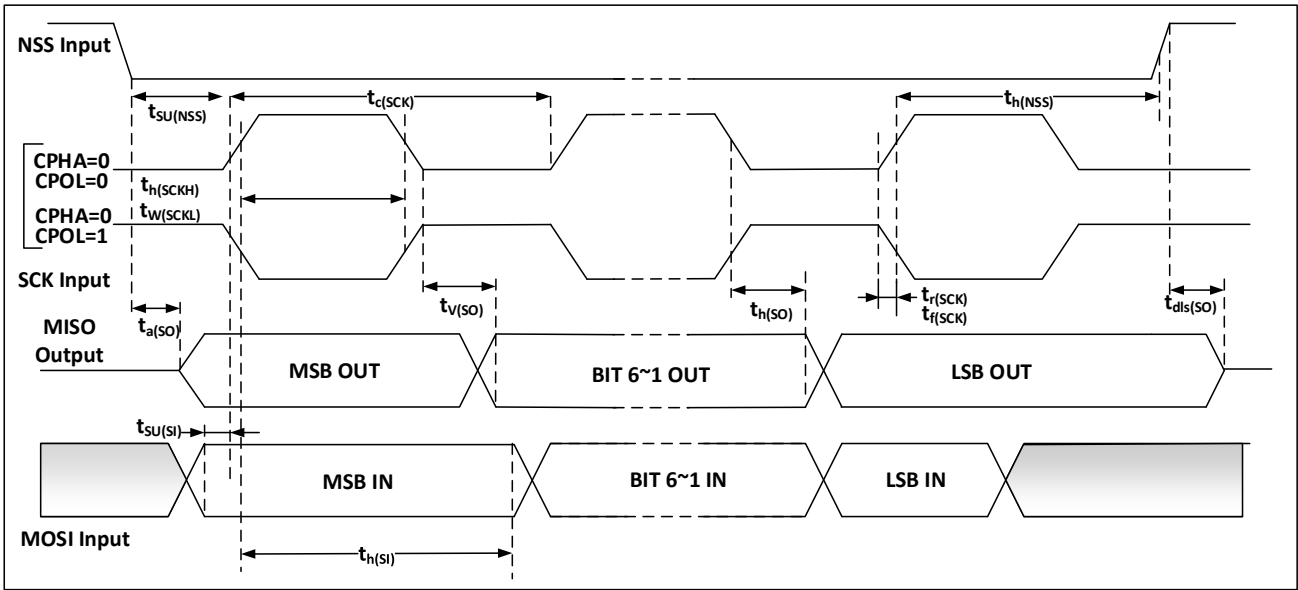 NSS Input
tSU(NSS)
tc(SCK)
th(NSS)
CPHA=0
CPOL=0
th(SCKH)
CPHA=0
tW(SCKL)
CPOL=1
SCK Input
ta(SO)
tV(SO)
th(SO)
tr(SCK)
tf(SCK)
tdls(SO)
MISO
Output
MSB OUT
BIT 6~1 OUT
LSB OUT
tSU(SI)
MSB IN
BIT 6~1 IN
LSB IN
MOSI Input
th(SI)